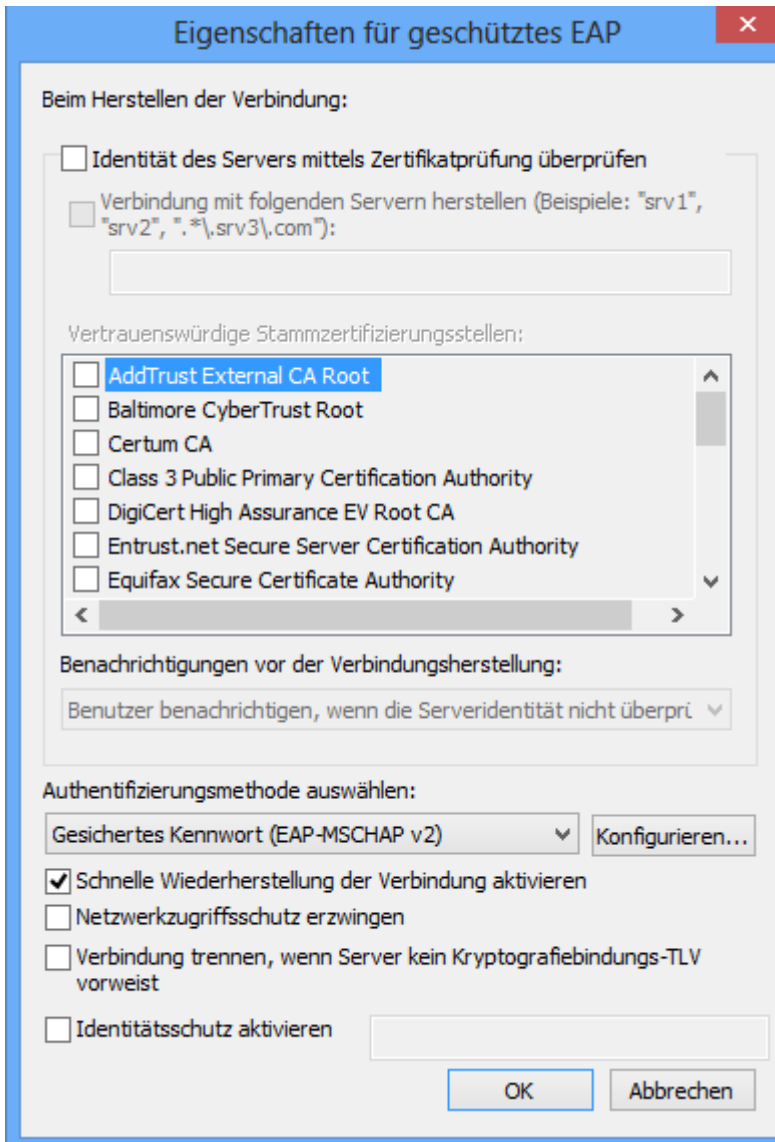 Eigenschaften für geschütztes EAP
Beim Herstellen der Verbindung:
Identität des Servers mittels Zertifikatprüfung überprüfen
Verbindung mit folgenden Servern herstellen (Beispiele: "srv1",
"srv2", ".*\.srv3\.com"):
Vertrauenswürdige Stammzertifizierungsstellen:
AddTrust External CA Root
Baltimore CyberTrust Root
Certum CA
Class 3 Public Primary Certification Authority
DigiCert High Assurance EV Root CA
Entrust.net Secure Server Certification Authority
Equifax Secure Certificate Authority
Benachrichtigungen vor der Verbindungsherstellung:
Benutzer benachrichtigen, wenn die Serveridentität nicht überprü
Authentifizierungsmethode auswählen:
Gesichertes Kennwort (EAP-MSCHAP v2) Konfigurieren...
Schnelle Wiederherstellung der Verbindung aktivieren
Netzwerkzugriffsschutz erzwingen
Verbindung trennen, wenn Server kein Kryptografiebindungs-TLV
vorweist
Identitätsschutz aktivieren
OK Abbrechen